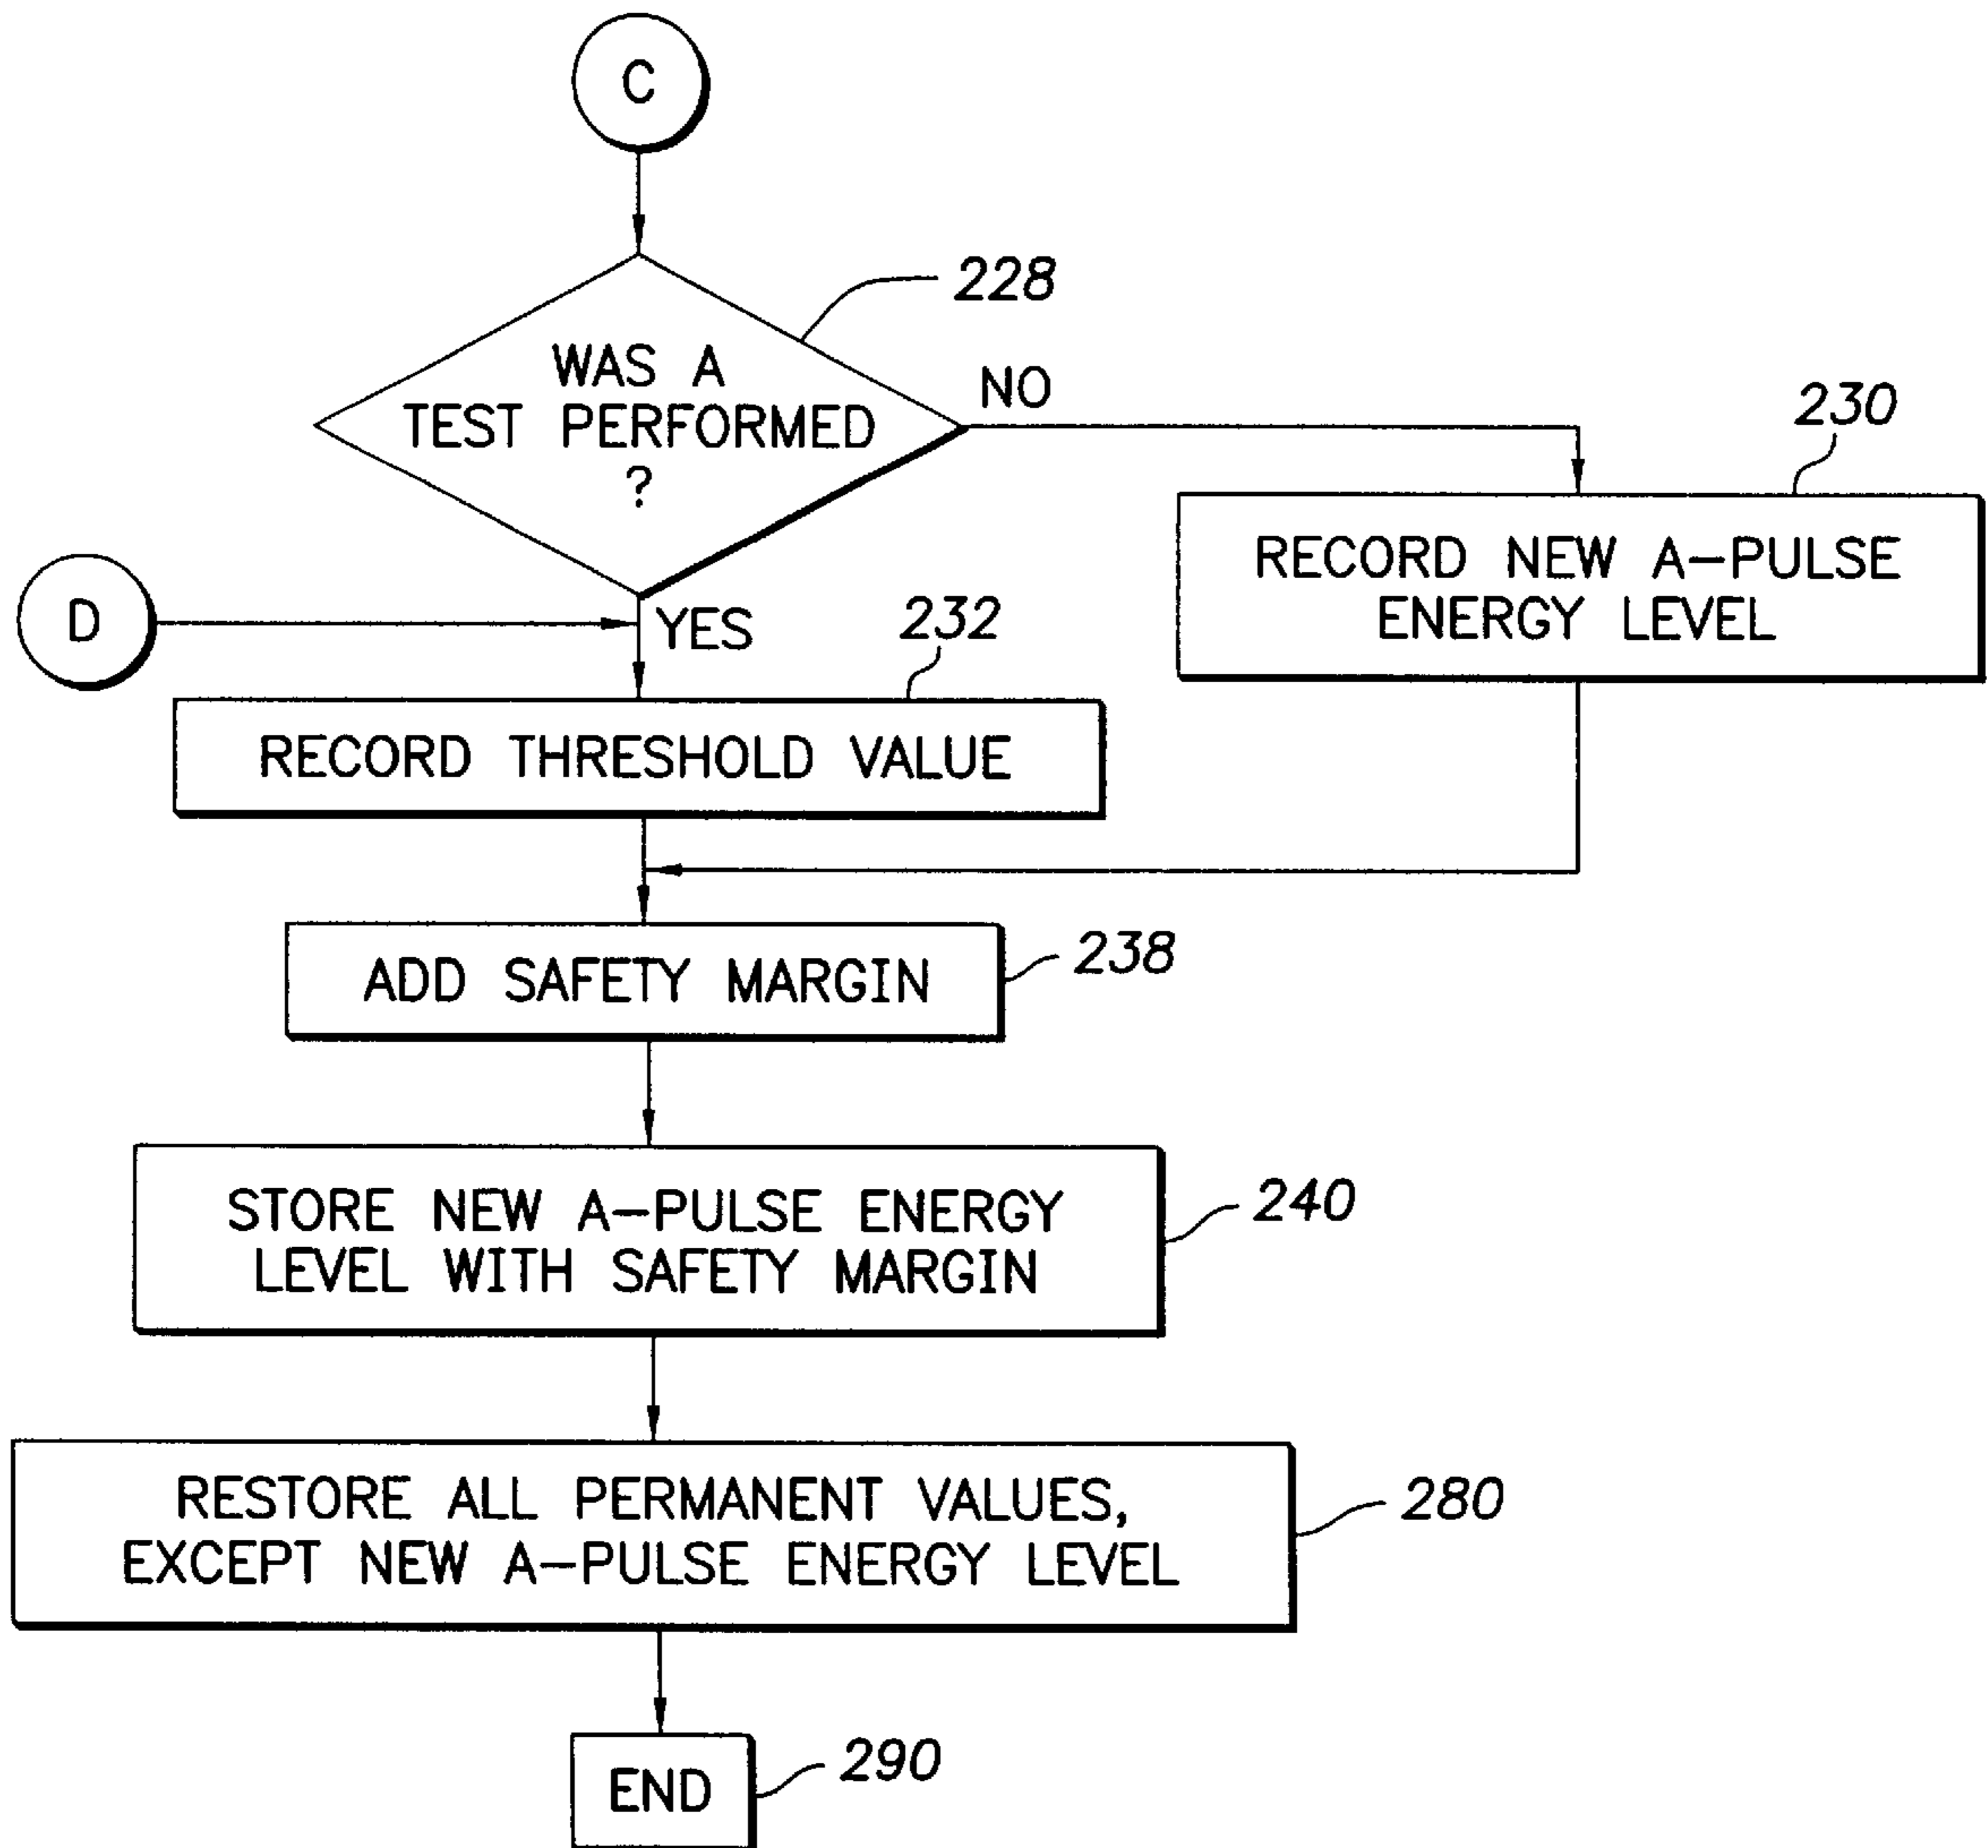 C
228
WAS A
TEST PERFORMED
?
NO
230
RECORD NEW A-PULSE
ENERGY LEVEL
D
YES
232
RECORD THRESHOLD VALUE
ADD SAFETY MARGIN
238
STORE NEW A-PULSE ENERGY
LEVEL WITH SAFETY MARGIN
240
RESTORE ALL PERMANENT VALUES,
EXCEPT NEW A-PULSE ENERGY LEVEL
280
END
290